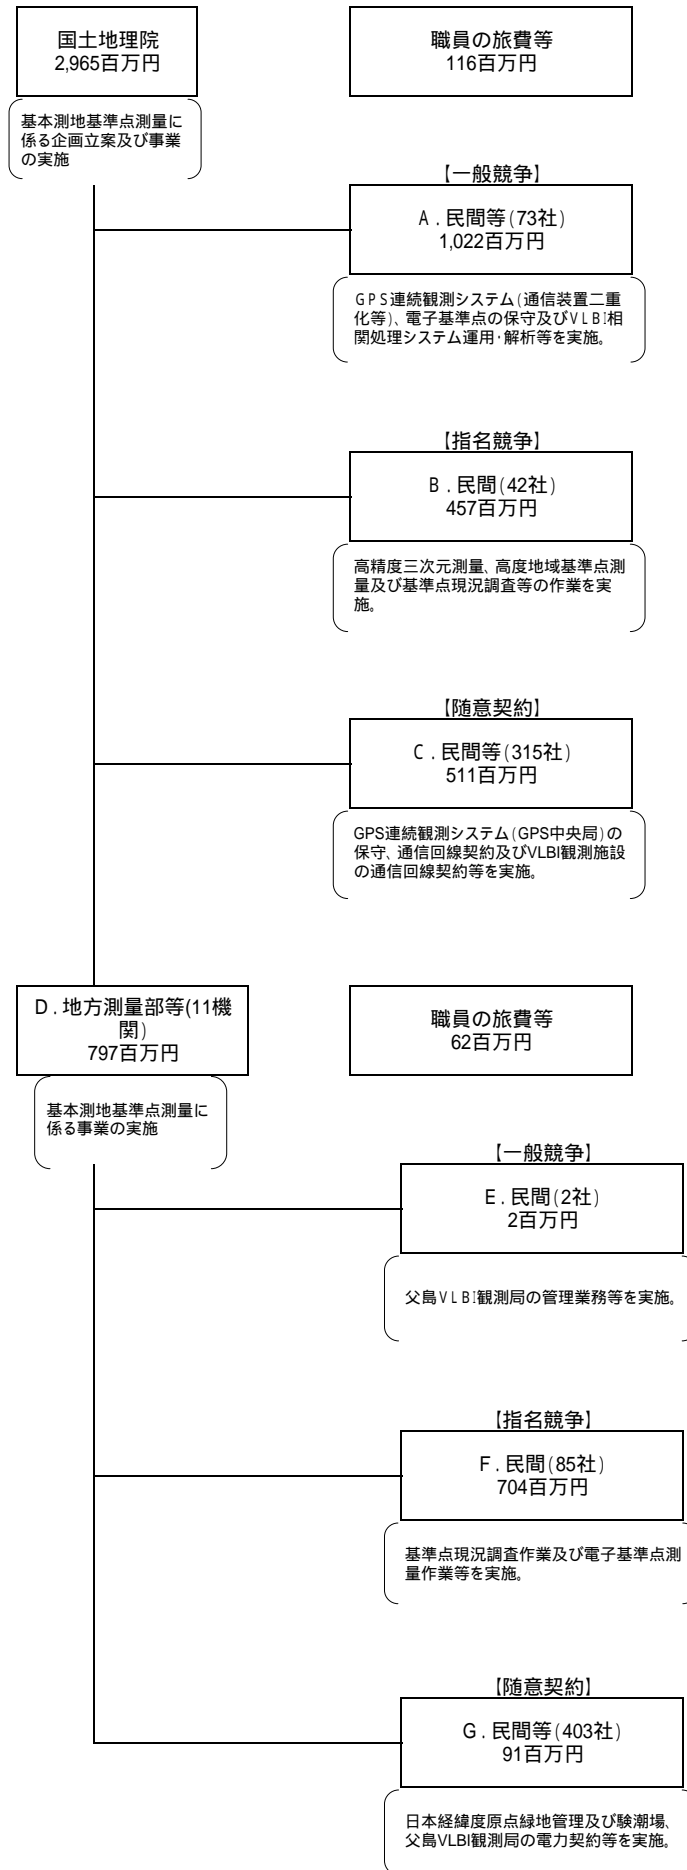 国土地理院
2,965百万円
職員の旅費等
116百万円
基本測地基準点測量に
係る企画立案及び事業
の実施
【一般競争】
A．民間等(73社)
1,022百万円
GPS連続観測システム(通信装置二重
化等)、電子基準点の保守及びVLBI相
関処理システム運用・解析等を実施。
【指名競争】
B．民間(42社)
457百万円
高精度三次元測量、高度地域基準点測
量及び基準点現況調査等の作業を実
施。
【随意契約】
C．民間等(315社)
511百万円
GPS連続観測システム(GPS中央局)の
保守、通信回線契約及びVLBI観測施設
の通信回線契約等を実施。
D．地方測量部等(11機
関)
797百万円
職員の旅費等
62百万円
基本測地基準点測量に
係る事業の実施
【一般競争】
E．民間(2社)
2百万円
父島VLBI観測局の管理業務等を実施。
【指名競争】
F．民間(85社)
704百万円
基準点現況調査作業及び電子基準点測
量作業等を実施。
【随意契約】
G．民間等(403社)
91百万円
日本経緯度原点緑地管理及び験潮場、
父島VLBI観測局の電力契約等を実施。